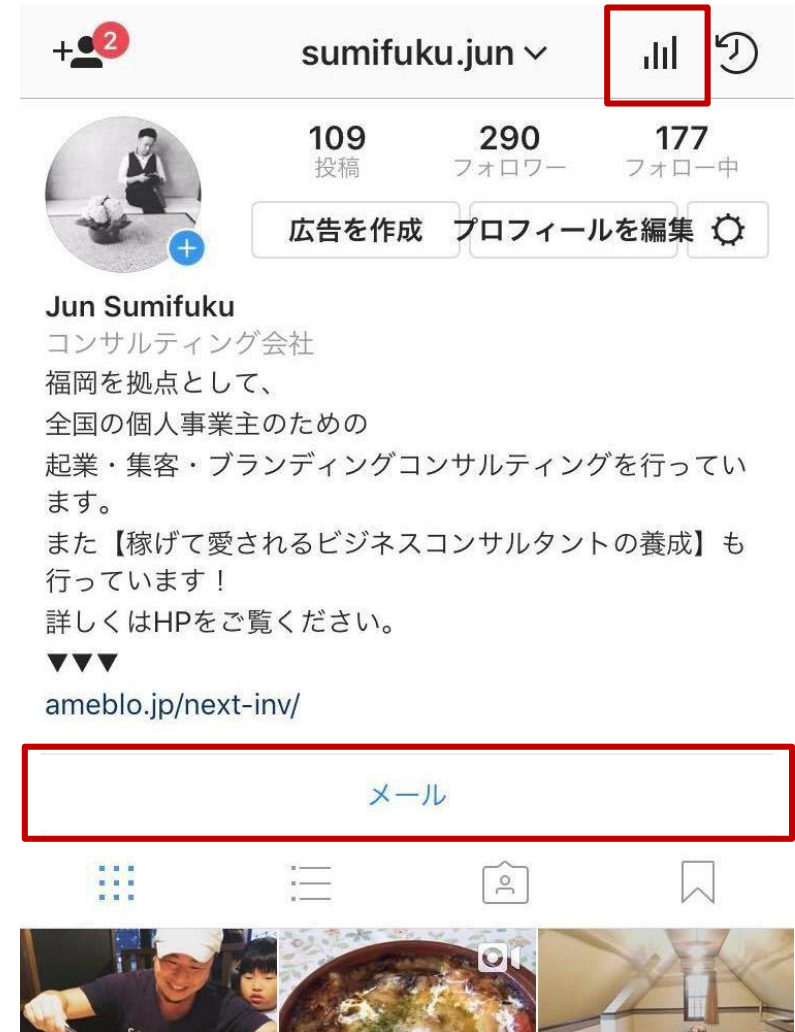 2
sumifuku.jun
109 290 177
投稿 フォロワー フォロー中
広告を作成 プロフィールを編集
Jun Sumifuku
コンサルティング会社
福岡を拠点として、
全国の個人事業主のための
起業・集客・ブランディングコンサルティングを行ってい
ます。
また【稼げて愛されるビジネスコンサルタントの養成】も
行っています！
詳しくはHPをご覧ください。
▼▼▼
ameblo.jp/next-inv/
メール